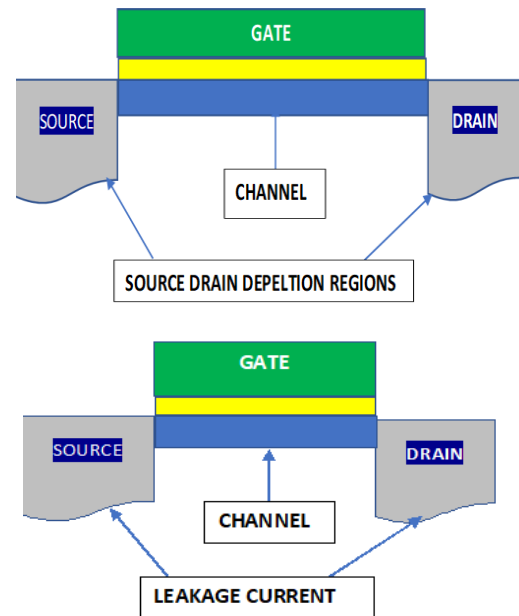 GATE
SOURCE
DRAIN
CHANNEL
SOURCE DRAIN DEPELTION REGIONS
GATE
SOURCE
DRAIN
CHANNEL
LEAKAGE CURRENT